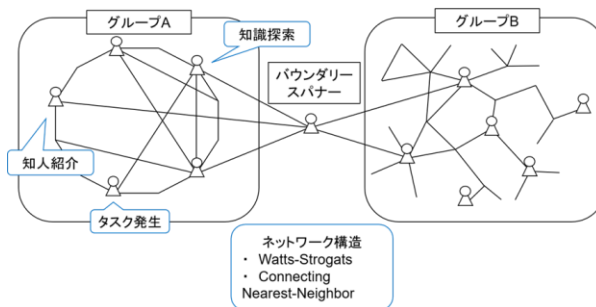 グループA
グループB
知識探索
バウンダリー
スパナー
知人紹介
タスク発生
ネットワーク構造
・ Watts-Strogats
・ Connecting
Nearest-Neighbor